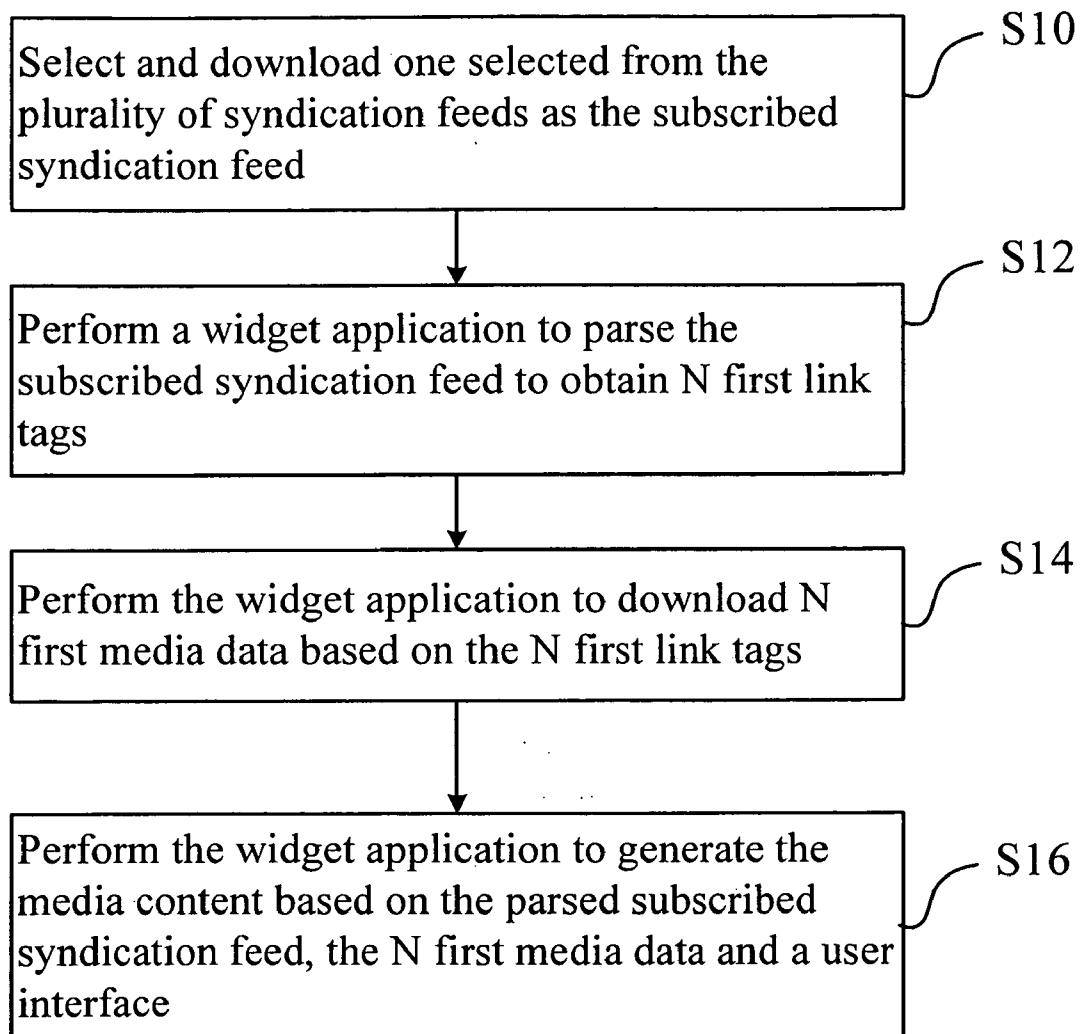 S10
Select and download one selected from the
plurality of syndication feeds as the subscribed
syndication feed
S12
Perform a widget application to parse the
subscribed syndication feed to obtain N first link
tags
S14
Perform the widget application to download N
first media data based on the N first link tags
S16
Perform the widget application to generate the
media content based on the parsed subscribed
syndication feed, the N first media data and a user
interface